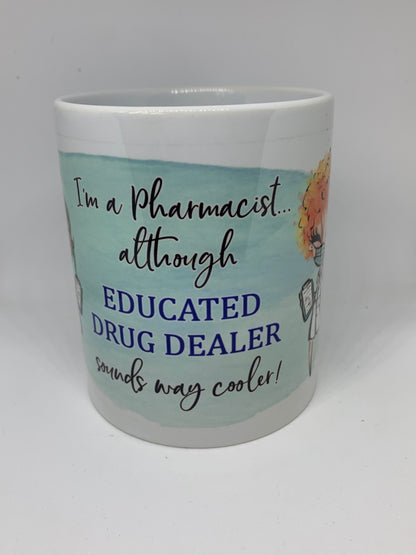 I'm a Pharmacist...
although
EDUCATED
DRUG DEALER
sounds way cooler!